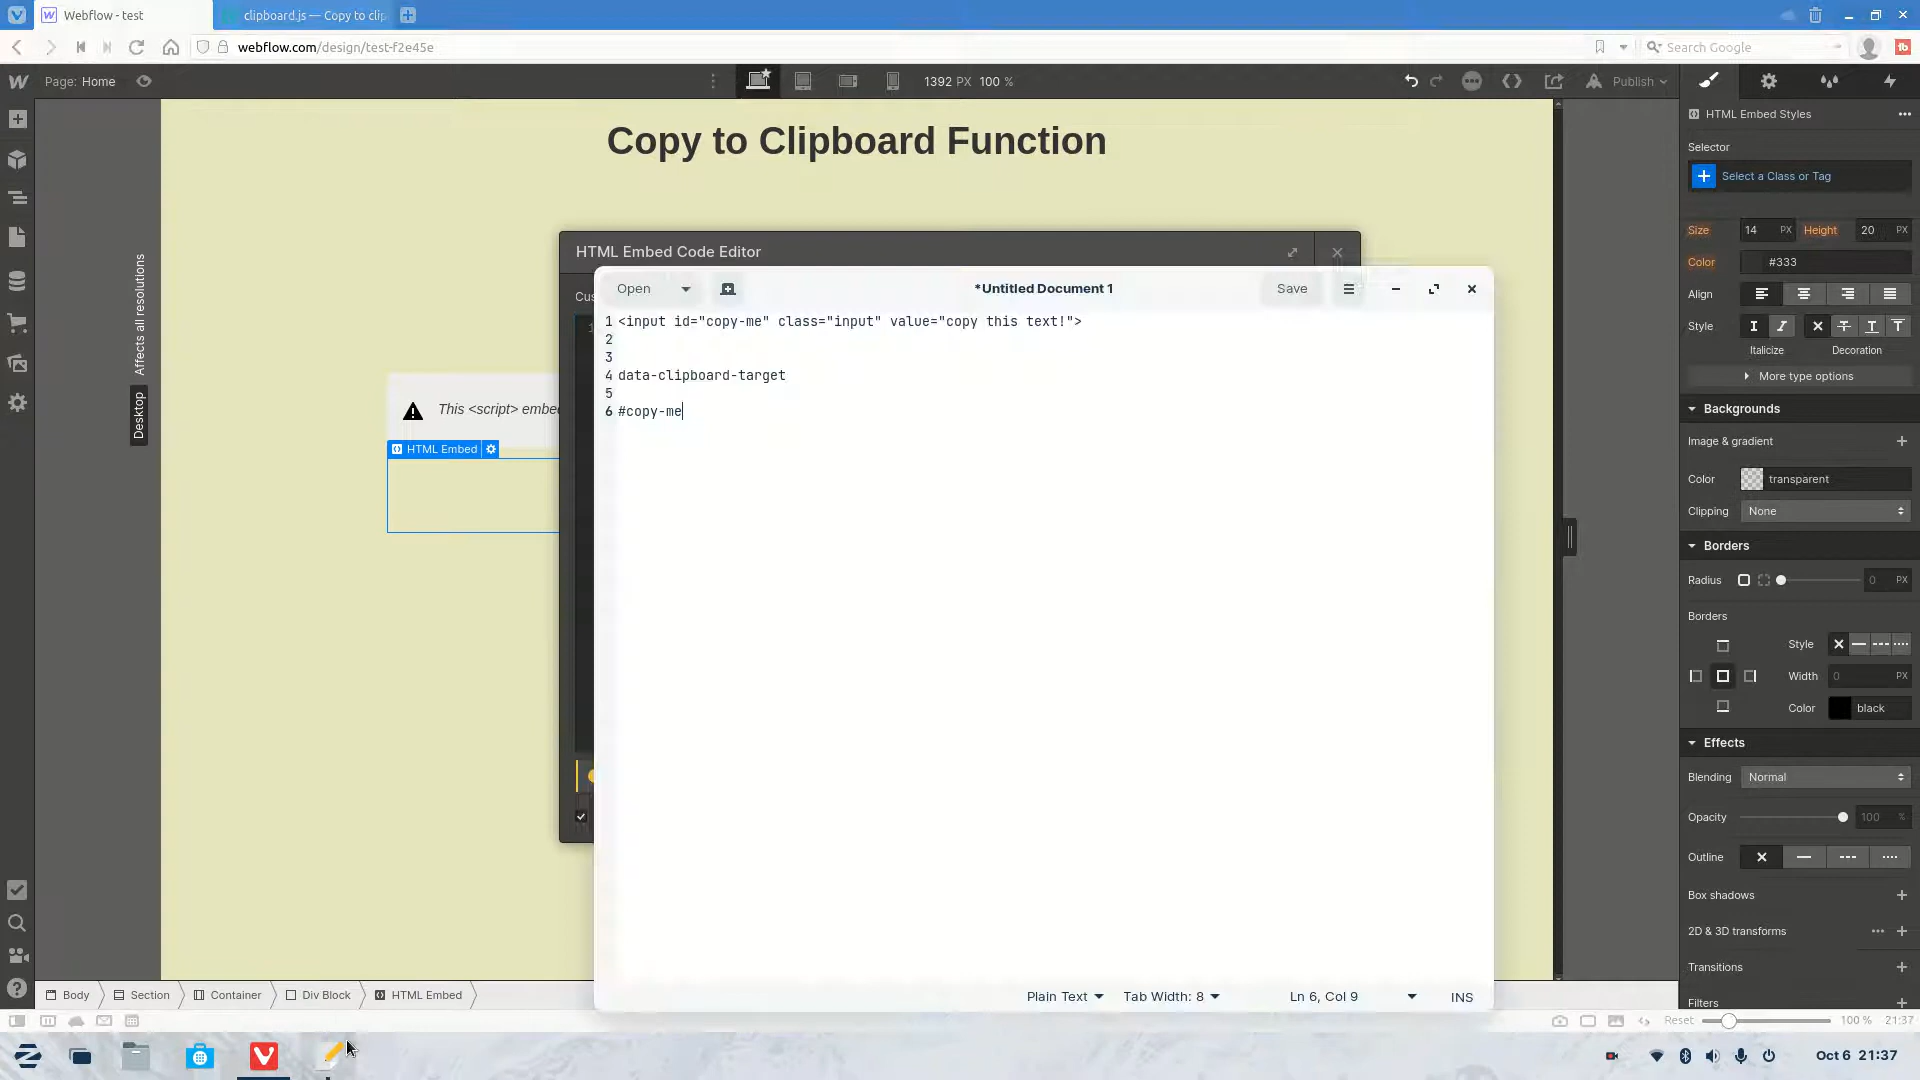 Webflow - test
clipboard.js — Copy to clip
webflow.com/design/test-f2e45e
Search Google
Page: Home
1392 PX 100 %
Publish
HTML Embed Styles
Selector
Select a Class or Tag
Size 14 PX Height 20 PX
Color #333
Align
Style
Italicize Decoration
More type options
Backgrounds
Image & gradient
Color transparent
Clipping None
Borders
Radius 0 PX
Borders
Style
Width 0 PX
Color black
Effects
Blending Normal
Opacity 100 %
Outline
Box shadows
2D & 3D transforms
Transitions
Filters
Affects all resolutions
Desktop
Copy to Clipboard Function
This <script> embe
HTML Embed
HTML Embed Code Editor
Cus
1
Open
*Untitled Document 1
Save
1 <input id="copy-me" class="input" value="copy this text!">
2
3
4 data-clipboard-target
5
6 #copy-me
Plain Text Tab Width: 8 Ln 6, Col 9 INS
Body Section Container Div Block HTML Embed
Reset 100 % 21:37
Oct 6 21:37